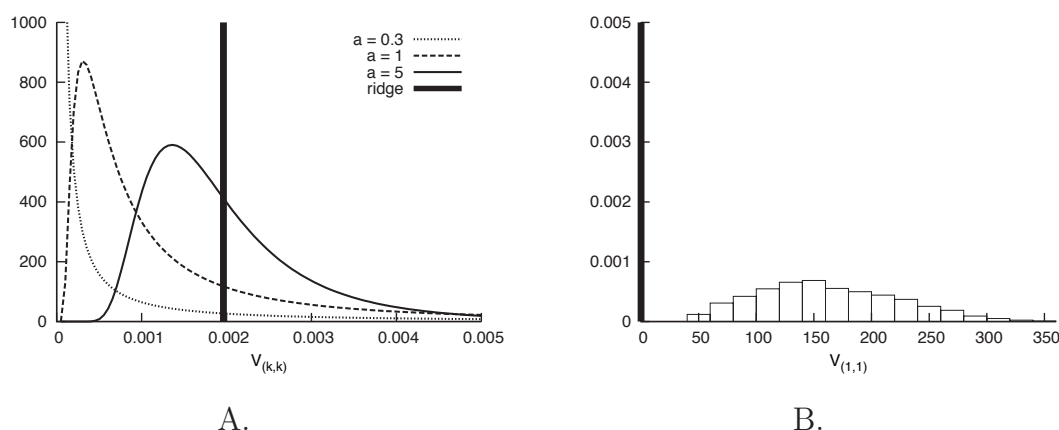 1000
800
600
400
200
0
a = 0.3
a = 1
a = 5
ridge
0 0.001 0.002 0.003 0.004 0.005
V(k,k)
A.
0.005
0.004
0.003
0.002
0.001
0
0 50 100 150 200 250 300 350
V(1,1)
B.